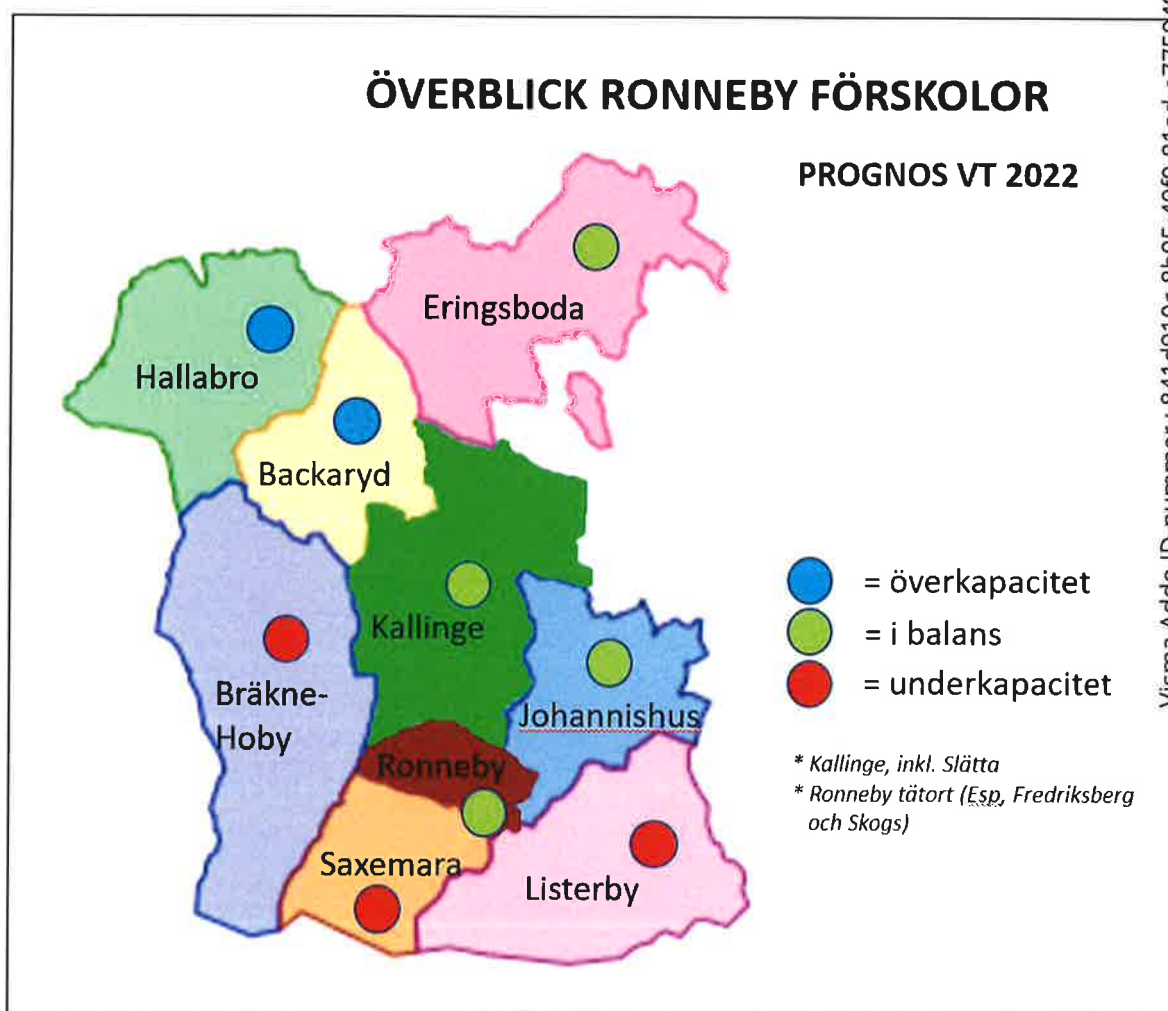 ÖVERBLICK RONNEBY FÖRSKOLOR
PROGNOS VT 2022
Eringsboda
Hallabro
Backaryd
Kallinge
Bräkne-
Hoby
Johannishus
Ronneby
Saxemara
Listerby
= överkapacitet
= i balans
= underkapacitet
* Kallinge, inkl. Slätta
* Ronneby tätort (Esp, Fredriksberg
och Skogs)